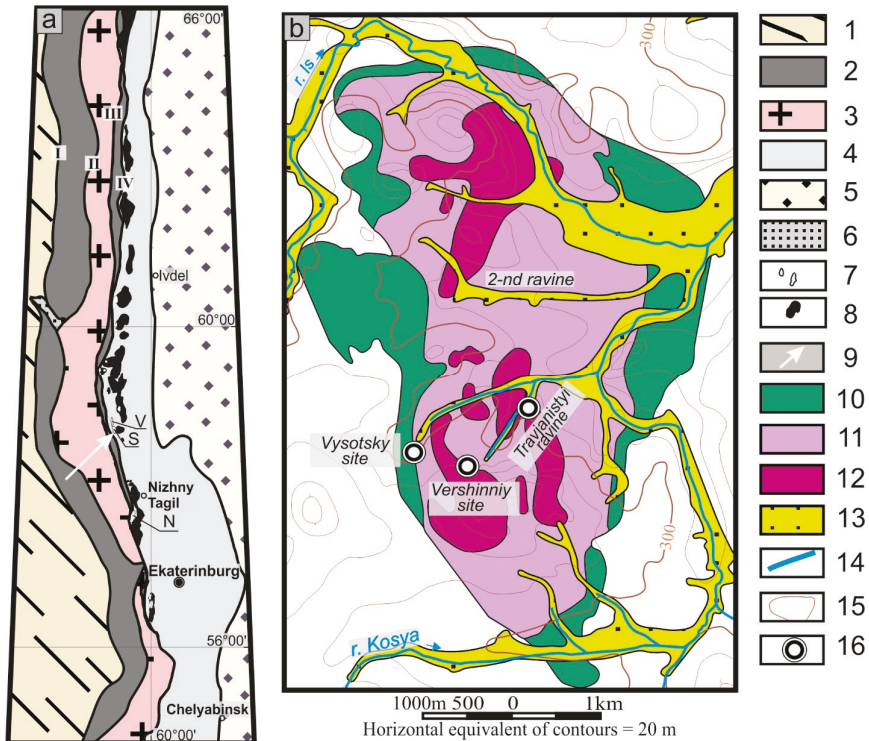 a
66°00'
I
II
III
IV
Ivdel
60°00'
V
S
Nizhny
Tagil
N
Ekaterinburg
56°00'
Chelyabinsk
60°00'
b
r. Is
300
2-nd ravine
Travjanistyi
ravine
Vysotsky
site
Vershinniy
site
300
r. Kosya
1000m 500 0 1km
Horizontal equivalent of contours = 20 m
1
2
3
4
5
6
7
8
9
10
11
12
13
14
15
16